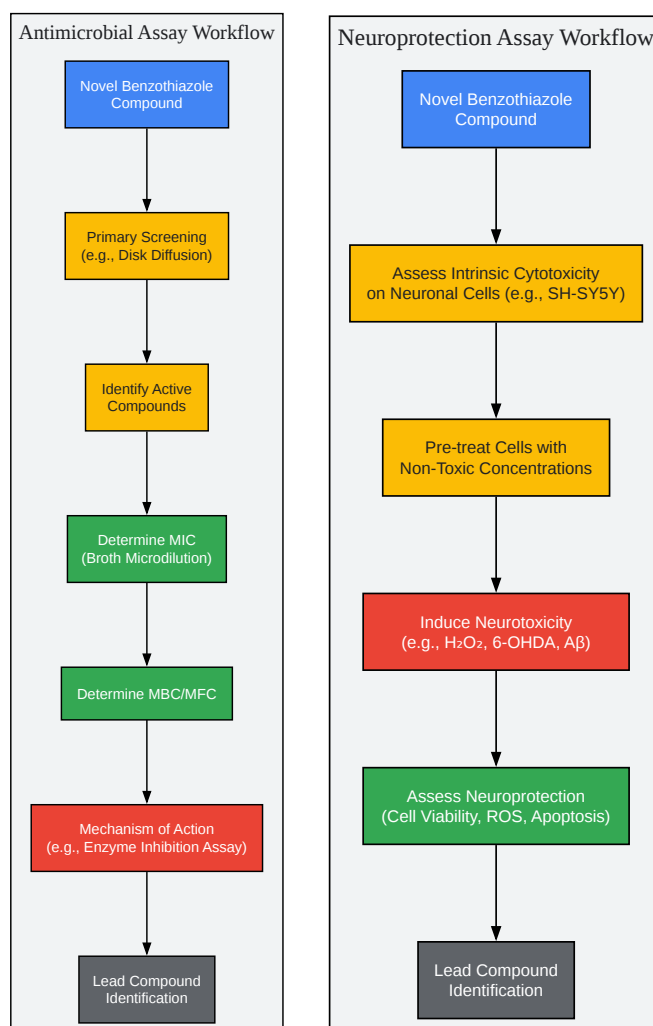 Antimicrobial Assay Workflow
Novel Benzothiazole
Compound
Primary Screening
(e.g., Disk Diffusion)
Identify Active
Compounds
Determine MIC
(Broth Microdilution)
Determine MBC/MFC
Mechanism of Action
(e.g., Enzyme Inhibition Assay)
Lead Compound
Identification
Neuroprotection Assay Workflow
Novel Benzothiazole
Compound
Assess Intrinsic Cytotoxicity
on Neuronal Cells (e.g., SH-SY5Y)
Pre-treat Cells with
Non-Toxic Concentrations
Induce Neurotoxicity
(e.g., H₂O₂, 6-OHDA, Aβ)
Assess Neuroprotection
(Cell Viability, ROS, Apoptosis)
Lead Compound
Identification